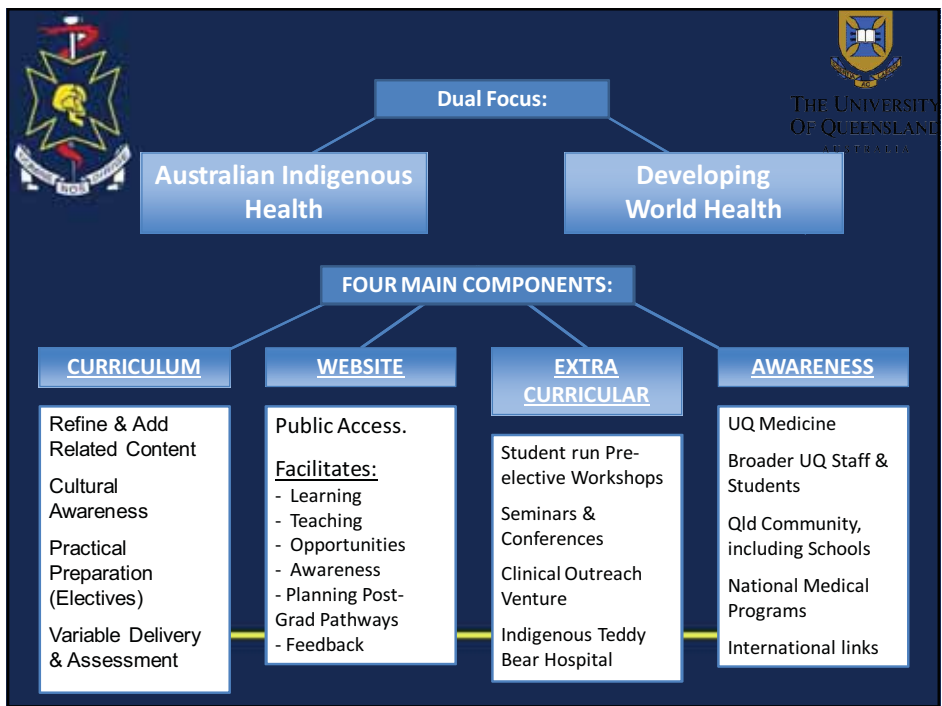 THE UNIVERSITY
OF QUEENSLAND
AUSTRALIA
Dual Focus:
Australian Indigenous
Health
Developing
World Health
FOUR MAIN COMPONENTS:
CURRICULUM
Refine & Add
Related Content
Cultural
Awareness
Practical
Preparation
(Electives)
Variable Delivery
& Assessment
WEBSITE
Public Access.
Facilitates:
- Learning
- Teaching
- Opportunities
- Awareness
- Planning Post-
Grad Pathways
- Feedback
EXTRA
CURRICULAR
Student run Pre-
elective Workshops
Seminars &
Conferences
Clinical Outreach
Venture
Indigenous Teddy
Bear Hospital
AWARENESS
UQ Medicine
Broader UQ Staff &
Students
Qld Community,
including Schools
National Medical
Programs
International links